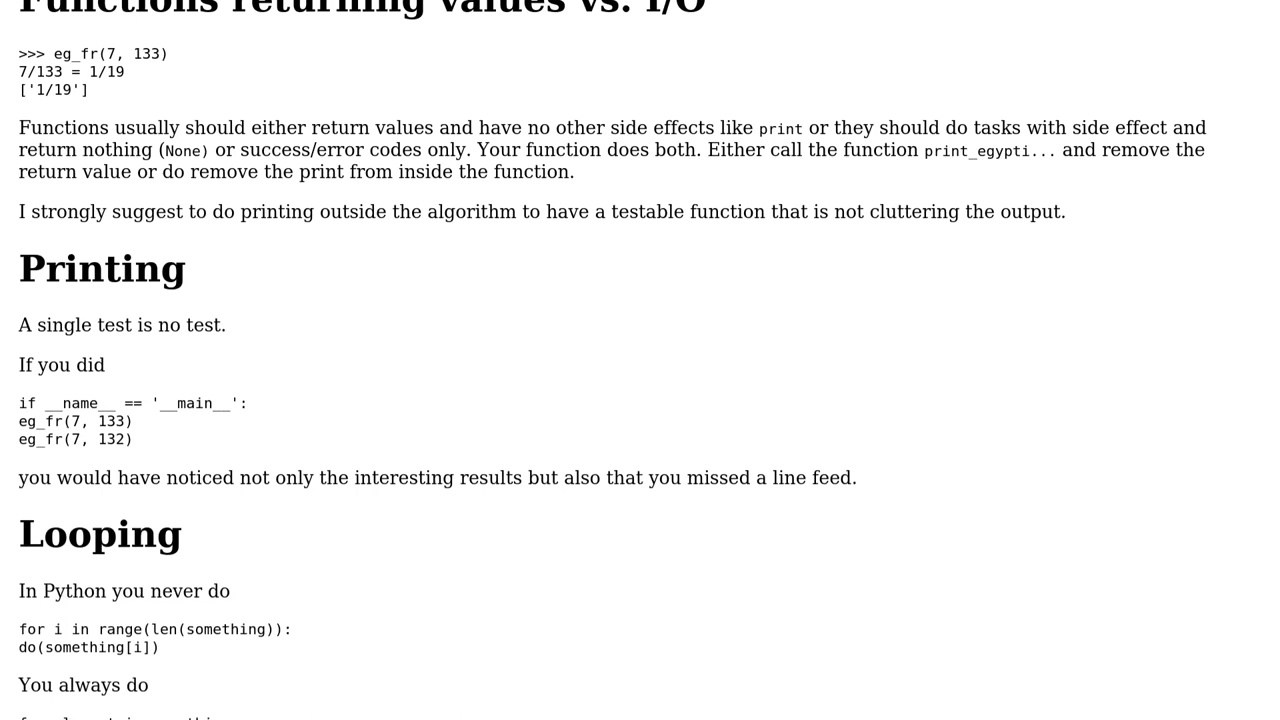 Functions returning values vs. I/O
>>> eg_fr(7, 133)
7/133 = 1/19
['1/19']
Functions usually should either return values and have no other side effects like print or they should do tasks with side effect and
return nothing (None) or success/error codes only. Your function does both. Either call the function print_egypti... and remove the
return value or do remove the print from inside the function.
I strongly suggest to do printing outside the algorithm to have a testable function that is not cluttering the output.
Printing
A single test is no test.
If you did
if __name__ == '__main__':
eg_fr(7, 133)
eg_fr(7, 132)
you would have noticed not only the interesting results but also that you missed a line feed.
Looping
In Python you never do
for i in range(len(something)):
do(something[i])
You always do